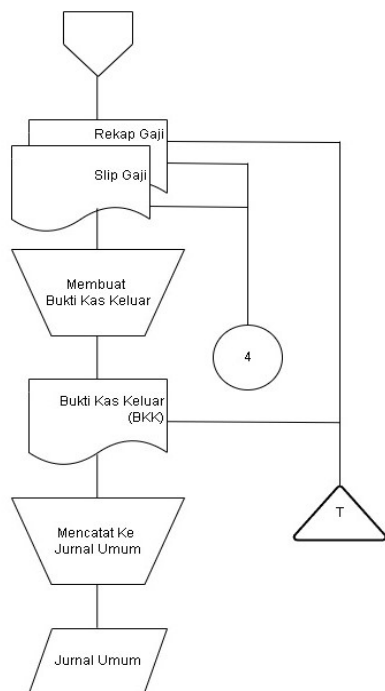 Rekap Gaji
Slip Gaji
Membuat
Bukti Kas Keluar
4
Bukti Kas Keluar
(BKK)
T
Mencatat Ke
Jurnal Umum
Jurnal Umum